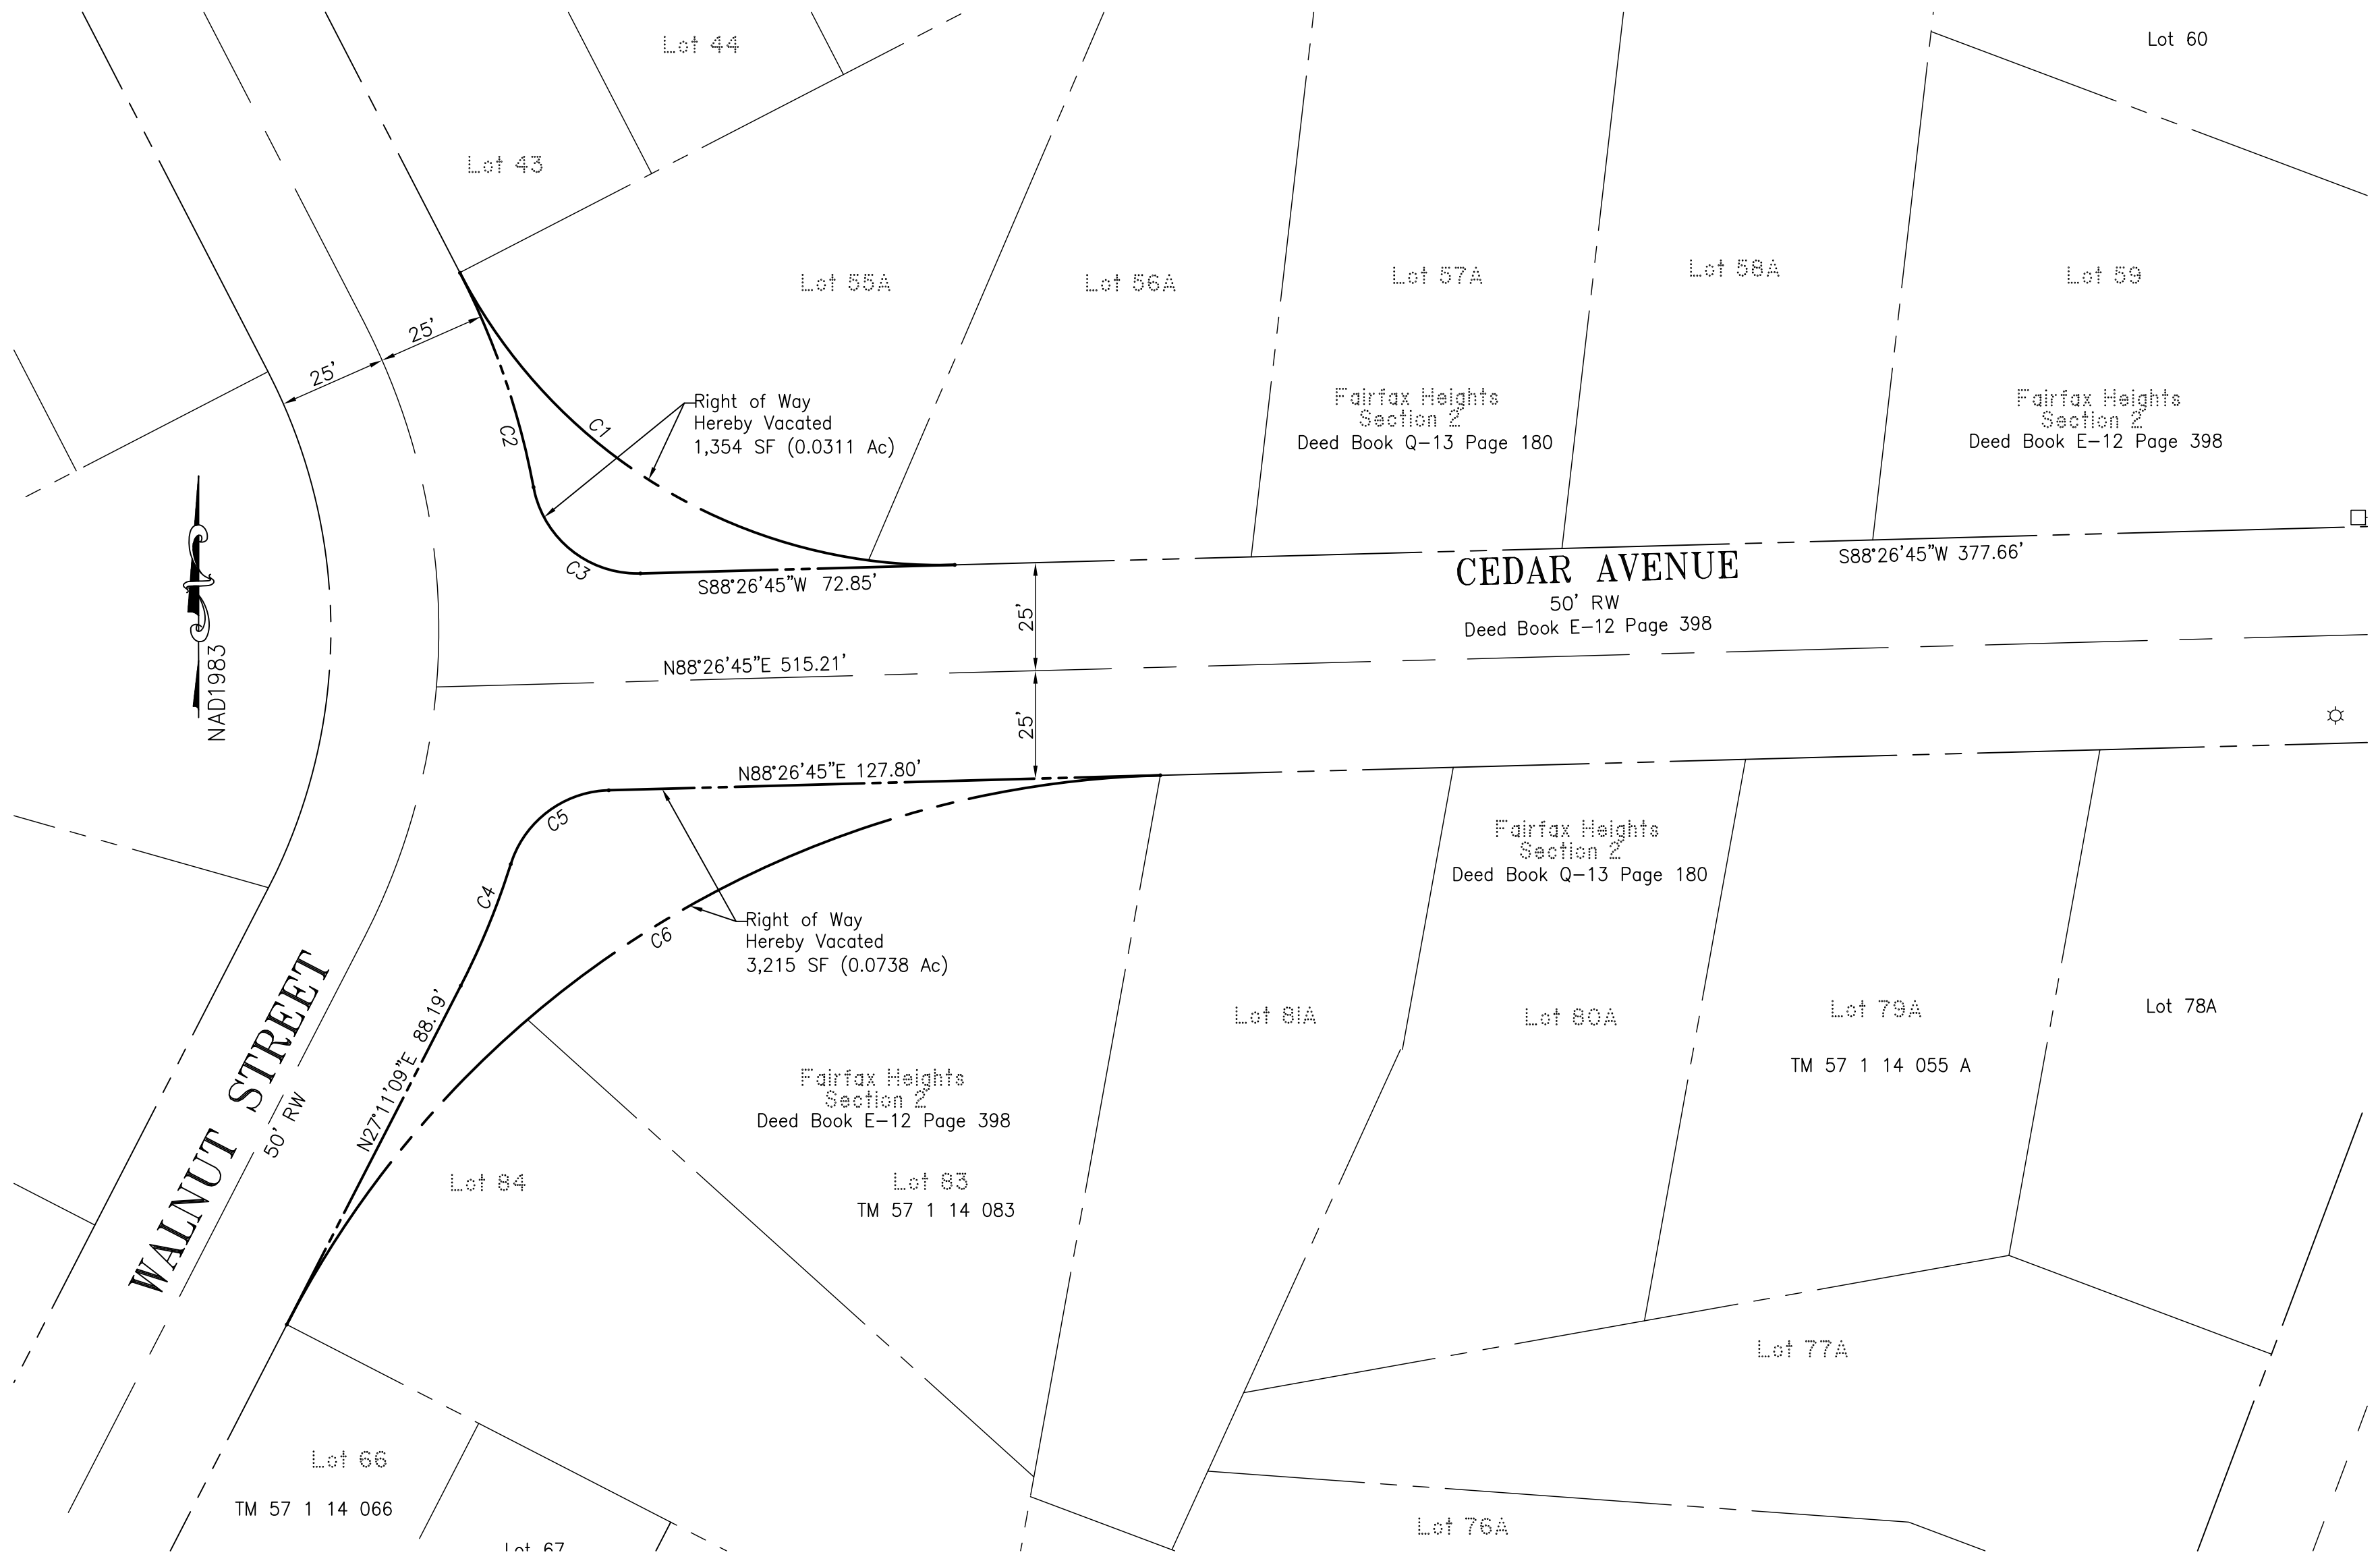 Lot 44
Lot 60
Lot 43
Lot 55A
Lot 56A
Lot 57A
Lot 58A
Lot 59
25'
25'
Right of Way
Hereby Vacated
1,354 SF (0.0311 Ac)
C1
C2
C3
Fairfax Heights
Section 2
Deed Book Q-13 Page 180
Fairfax Heights
Section 2
Deed Book E-12 Page 398
NAD1983
S88°26'45"W 72.85'
CEDAR AVENUE
50' RW
Deed Book E-12 Page 398
S88°26'45"W 377.66'
25'
N88°26'45"E 515.21'
25'
N88°26'45"E 127.80'
C5
C4
C6
Right of Way
Hereby Vacated
3,215 SF (0.0738 Ac)
Fairfax Heights
Section 2
Deed Book Q-13 Page 180
N27°11'09"E 88.19'
WALNUT STREET
50' RW
Lot 81A
Lot 80A
Lot 79A
TM 57 1 14 055 A
Lot 78A
Fairfax Heights
Section 2
Deed Book E-12 Page 398
Lot 84
Lot 83
TM 57 1 14 083
Lot 77A
Lot 66
TM 57 1 14 066
Lot 67
Lot 76A